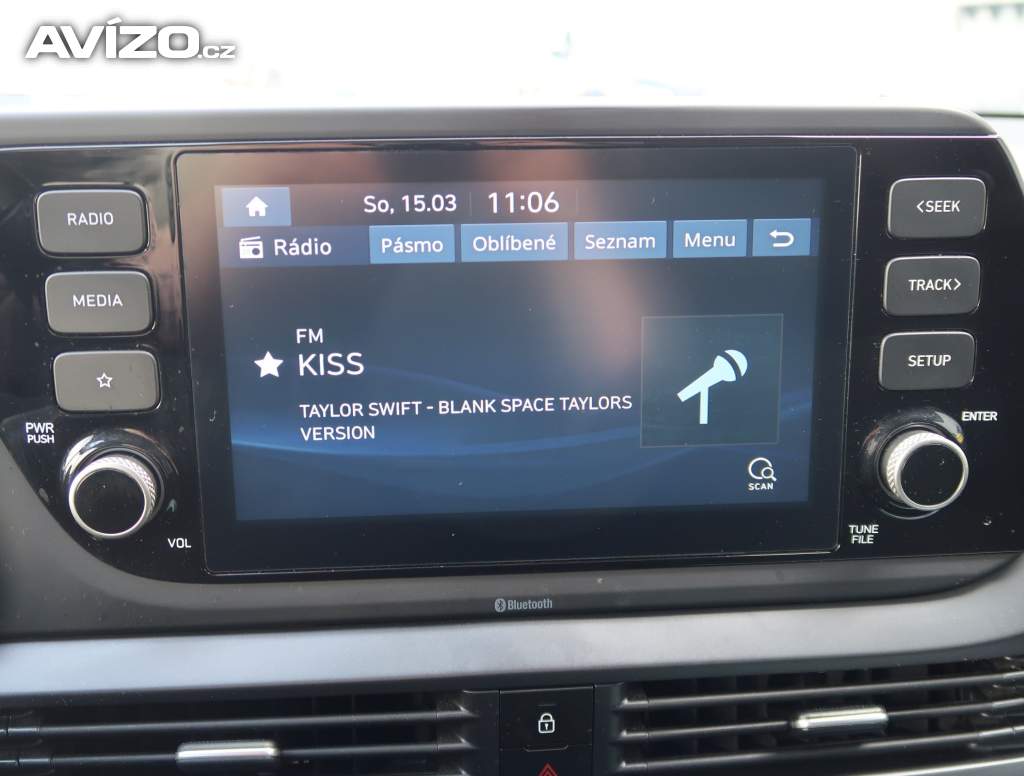 AVÍZO.cz
RADIO
MEDIA
PWR
PUSH
VOL
So, 15.03 11:06
Rádio Pásmo Oblíbené Seznam Menu
FM
KISS
TAYLOR SWIFT - BLANK SPACE TAYLORS
VERSION
SCAN
<SEEK
TRACK>
SETUP
ENTER
TUNE
FILE
Bluetooth